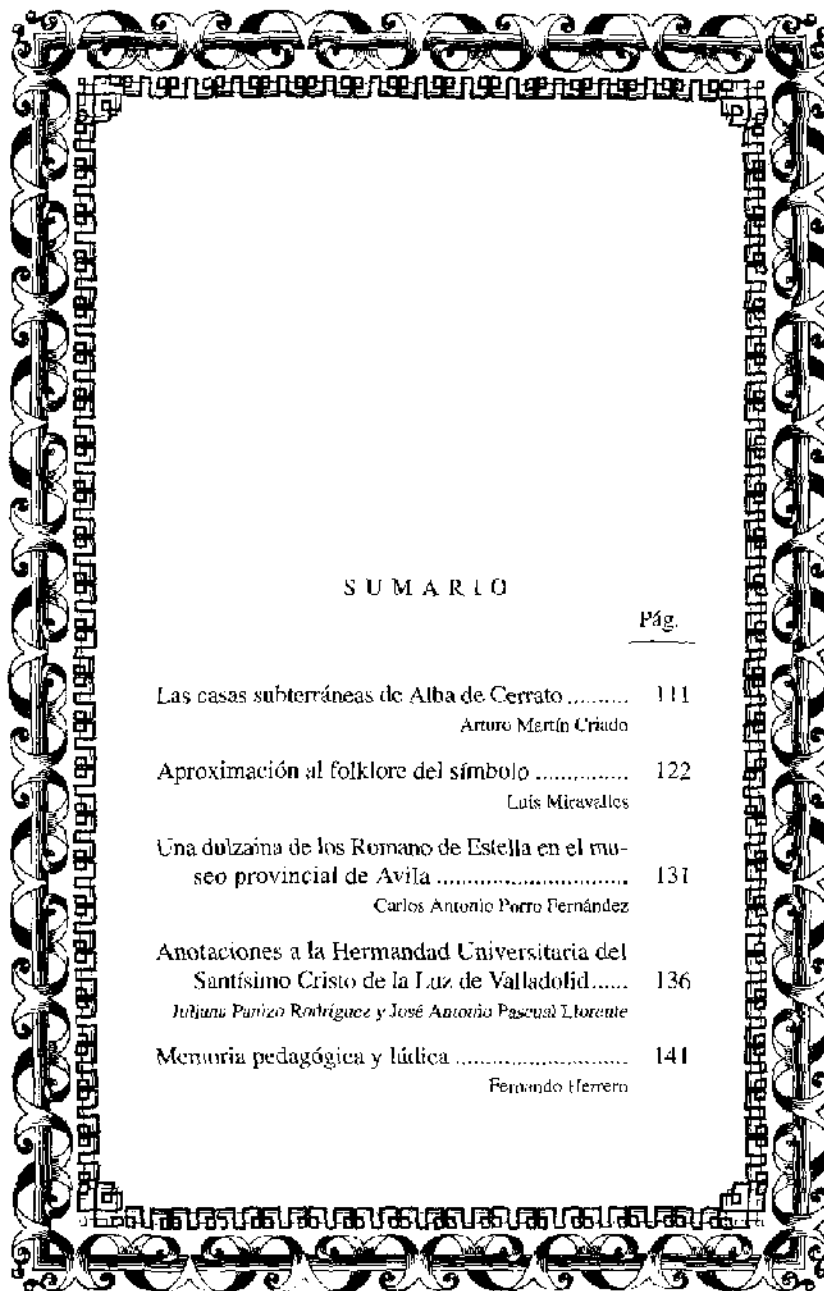 SUMARIO
Pág.
Las casas subterráneas de Alba de Cerrato ......... 111
Arturo Martín Criado
Aproximación al folklore del símbolo .............. 122
Luis Miravalles
Una dulzaina de los Romano de Estella en el mu-
seo provincial de Avila ............................ 131
Carlos Antonio Porro Fernández
Anotaciones a la Hermandad Universitaria del
Santísimo Cristo de la Luz de Valladolid...... 136
Juliana Panizo Rodríguez y José Antonio Pascual Llorente
Memoria pedagógica y lúdica ......................... 141
Fernando Herrero